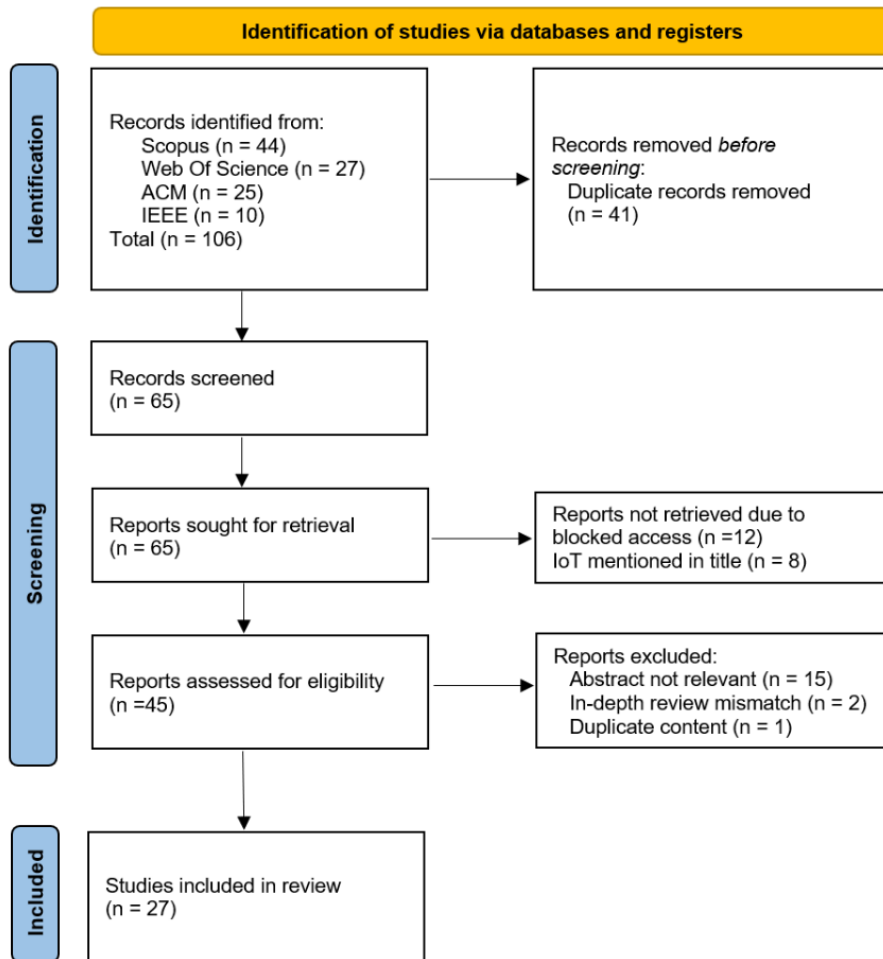 Identification of studies via databases and registers
Identification
Records identified from:
Scopus (n = 44)
Web Of Science (n = 27)
ACM (n = 25)
IEEE (n = 10)
Total (n = 106)
Records removed before
screening:
Duplicate records removed
(n = 41)
Screening
Records screened
(n = 65)
Reports sought for retrieval
(n = 65)
Reports not retrieved due to
blocked access (n =12)
IoT mentioned in title (n = 8)
Reports assessed for eligibility
(n =45)
Reports excluded:
Abstract not relevant (n = 15)
In-depth review mismatch (n = 2)
Duplicate content (n = 1)
Included
Studies included in review
(n = 27)